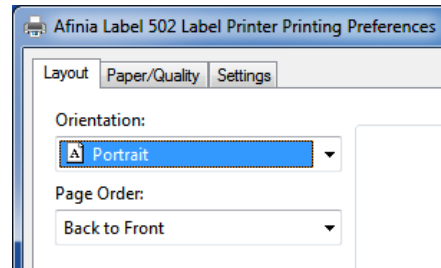 Afinia Label 502 Label Printer Printing Preferences
Layout Paper/Quality Settings
Orientation:
A Portrait
Page Order:
Back to Front